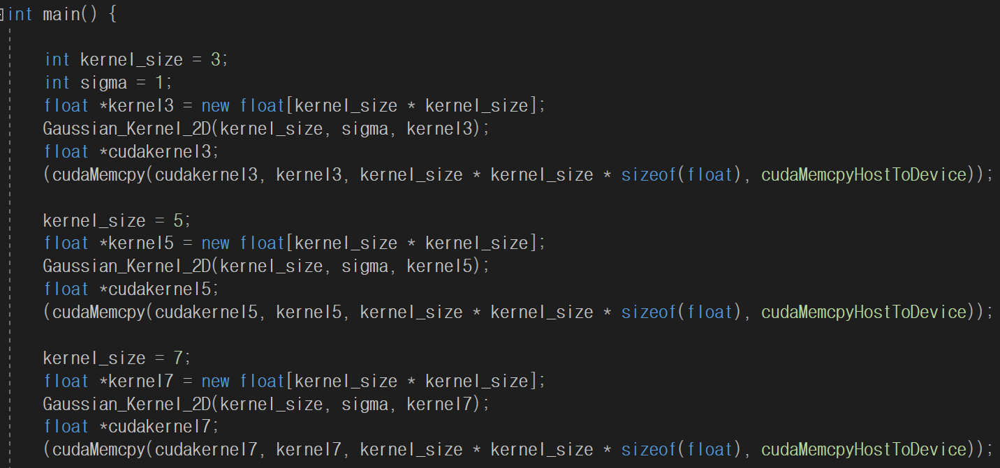 int main() {
int kernel_size = 3;
int sigma = 1;
float *kernel3 = new float[kernel_size * kernel_size];
Gaussian_Kernel_2D(kernel_size, sigma, kernel3);
float *cudakernel3;
(cudaMemcpy(cudakernel3, kernel3, kernel_size * kernel_size * sizeof(float), cudaMemcpyHostToDevice));
kernel_size = 5;
float *kernel5 = new float[kernel_size * kernel_size];
Gaussian_Kernel_2D(kernel_size, sigma, kernel5);
float *cudakernel5;
(cudaMemcpy(cudakernel5, kernel5, kernel_size * kernel_size * sizeof(float), cudaMemcpyHostToDevice));
kernel_size = 7;
float *kernel7 = new float[kernel_size * kernel_size];
Gaussian_Kernel_2D(kernel_size, sigma, kernel7);
float *cudakernel7;
(cudaMemcpy(cudakernel7, kernel7, kernel_size * kernel_size * sizeof(float), cudaMemcpyHostToDevice));